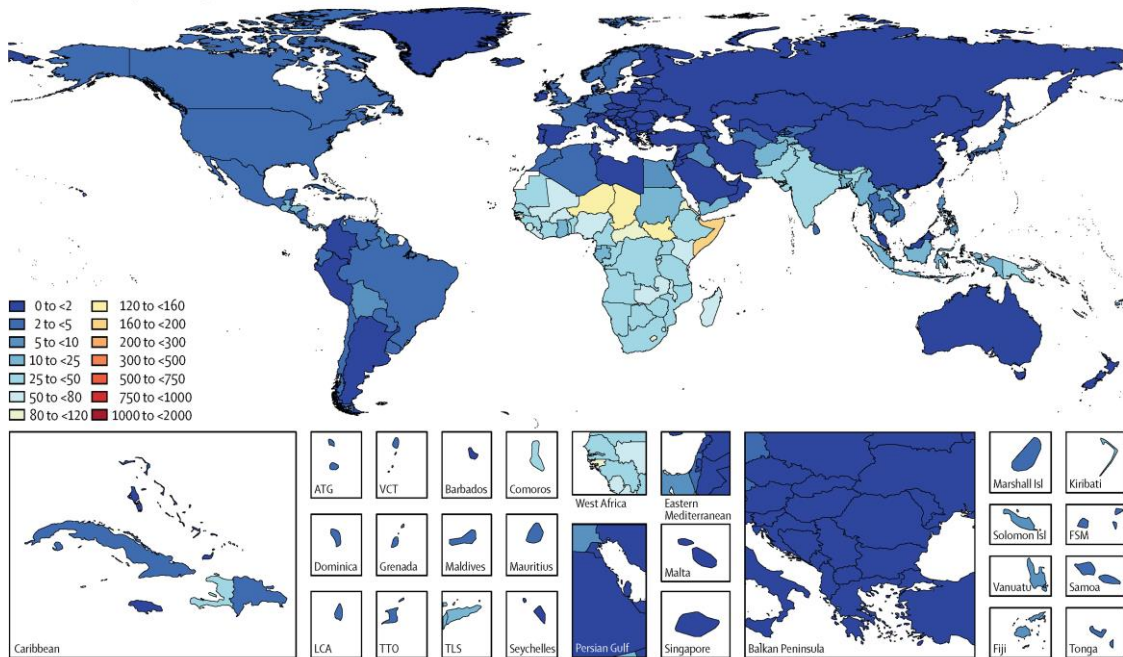 0 to <2
2 to <5
5 to <10
10 to <25
25 to <50
50 to <80
80 to <120
120 to <160
160 to <200
200 to <300
300 to <500
500 to <750
750 to <1000
1000 to <2000
Caribbean
ATG
VCT
Barbados
Comoros
West Africa
Eastern
Mediterranean
Dominica
Grenada
Maldives
Mauritius
Malta
LCA
TTO
TLS
Seychelles
Persian Gulf
Singapore
Balkan Peninsula
Marshall Isl
Kiribati
Solomon Isl
FSM
Vanuatu
Samoa
Fiji
Tonga